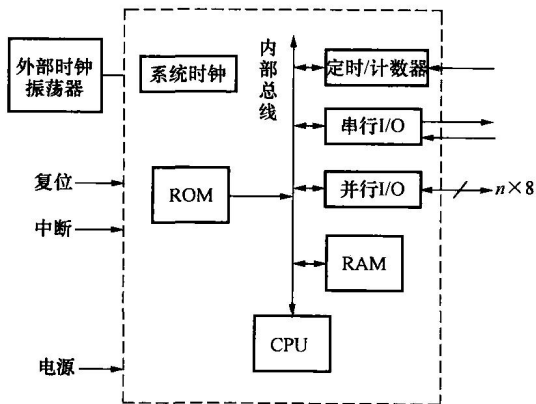 外部时钟
振荡器
系统时钟
内部总线
定时/计数器
串行I/O
并行I/O
n×8
复位
中断
ROM
RAM
CPU
电源